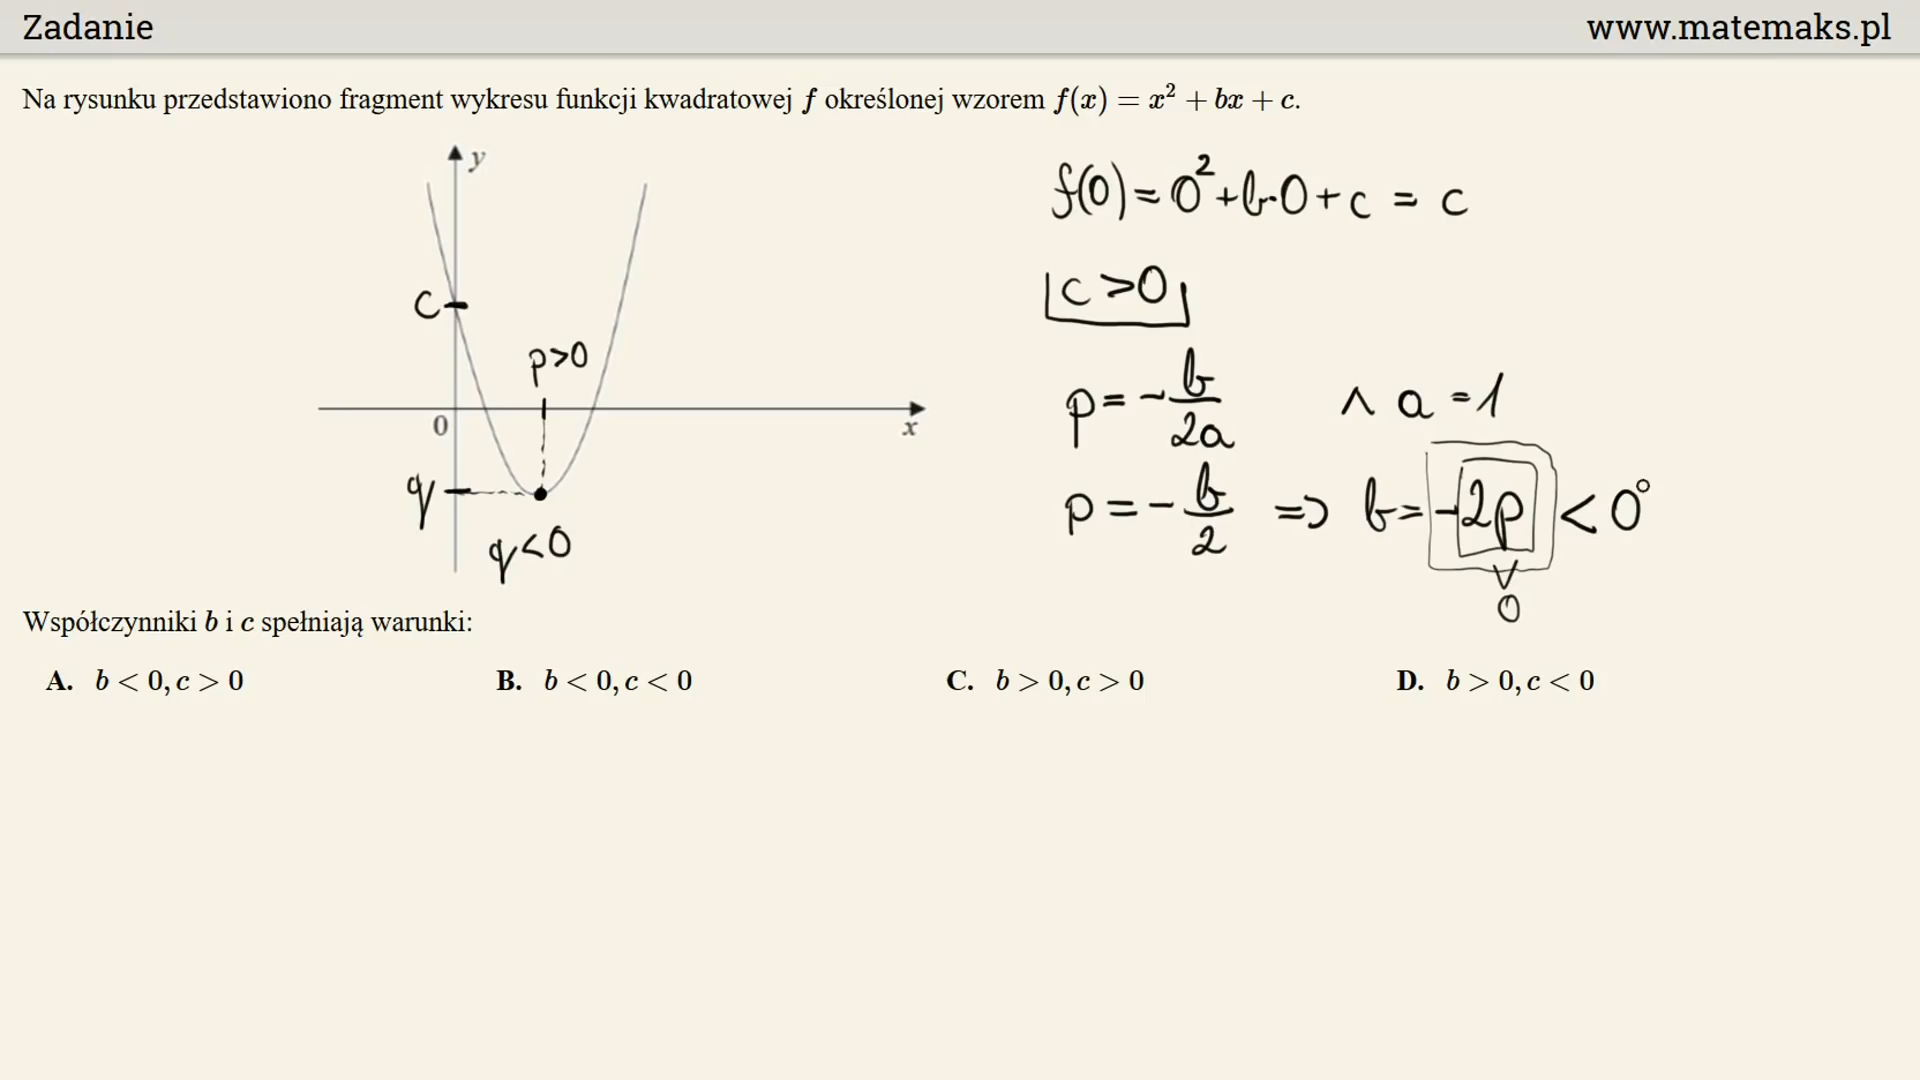 Zadanie
www.matemaks.pl
Na rysunku przedstawiono fragment wykresu funkcji kwadratowej f określonej wzorem f(x) = x² + bx + c.
y
c
p>0
0
x
q
q<0
f(0) = 0² + b·0 + c = c
c>0
p = -b/2a ∧ a = 1
p = -b/2 ⇒ b = -2p < 0
∨
0
Współczynniki b i c spełniają warunki:
A. b < 0, c > 0
B. b < 0, c < 0
C. b > 0, c > 0
D. b > 0, c < 0